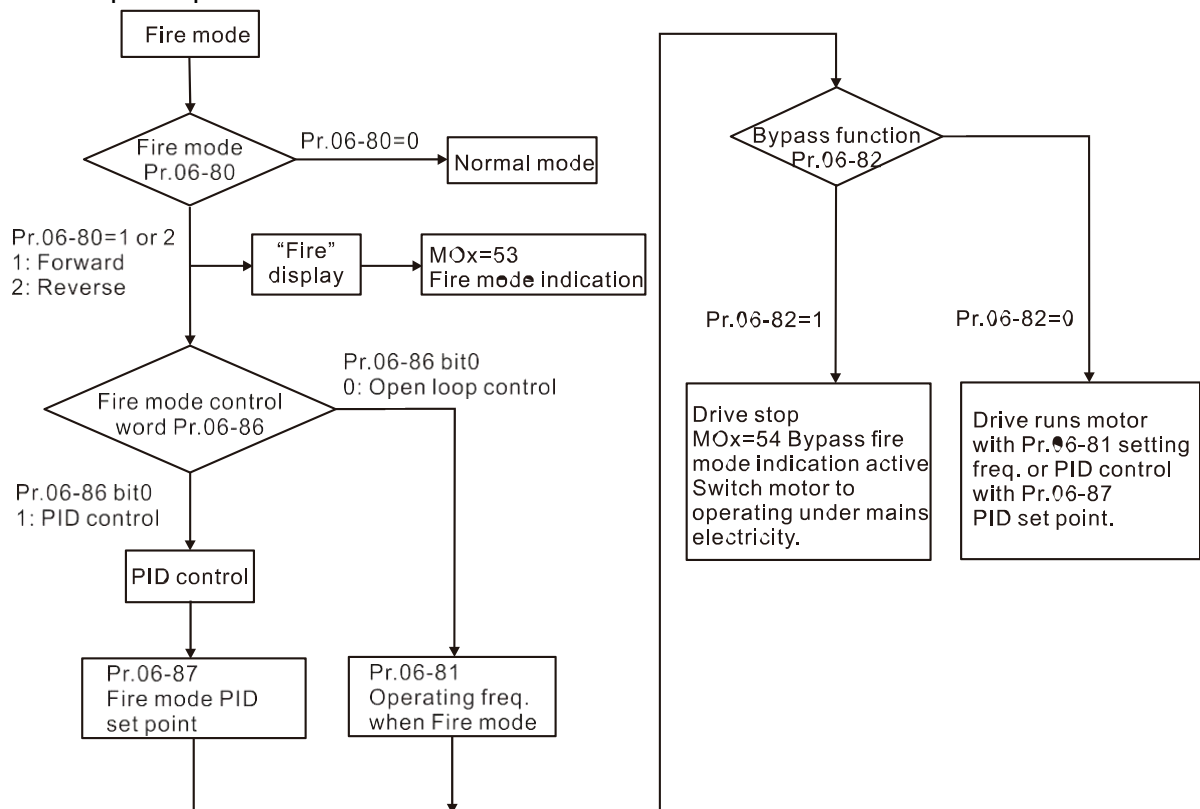 Fire mode
Fire mode
Pr.06-80
Pr.06-80=0
Normal mode
Pr.06-80=1 or 2
1: Forward
2: Reverse
“Fire”
display
MOx=53
Fire mode indication
Fire mode control
word Pr.06-86
Pr.06-86 bit0
0: Open loop control
Pr.06-86 bit0
1: PID control
PID control
Pr.06-87
Fire mode PID
set point
Pr.06-81
Operating freq.
when Fire mode
Bypass function
Pr.06-82
Pr.06-82=1
Pr.06-82=0
Drive stop
MOx=54 Bypass fire
mode indication active
Switch motor to
operating under mains
electricity.
Drive runs motor
with Pr.06-81 setting
freq. or PID control
with Pr.06-87
PID set point.